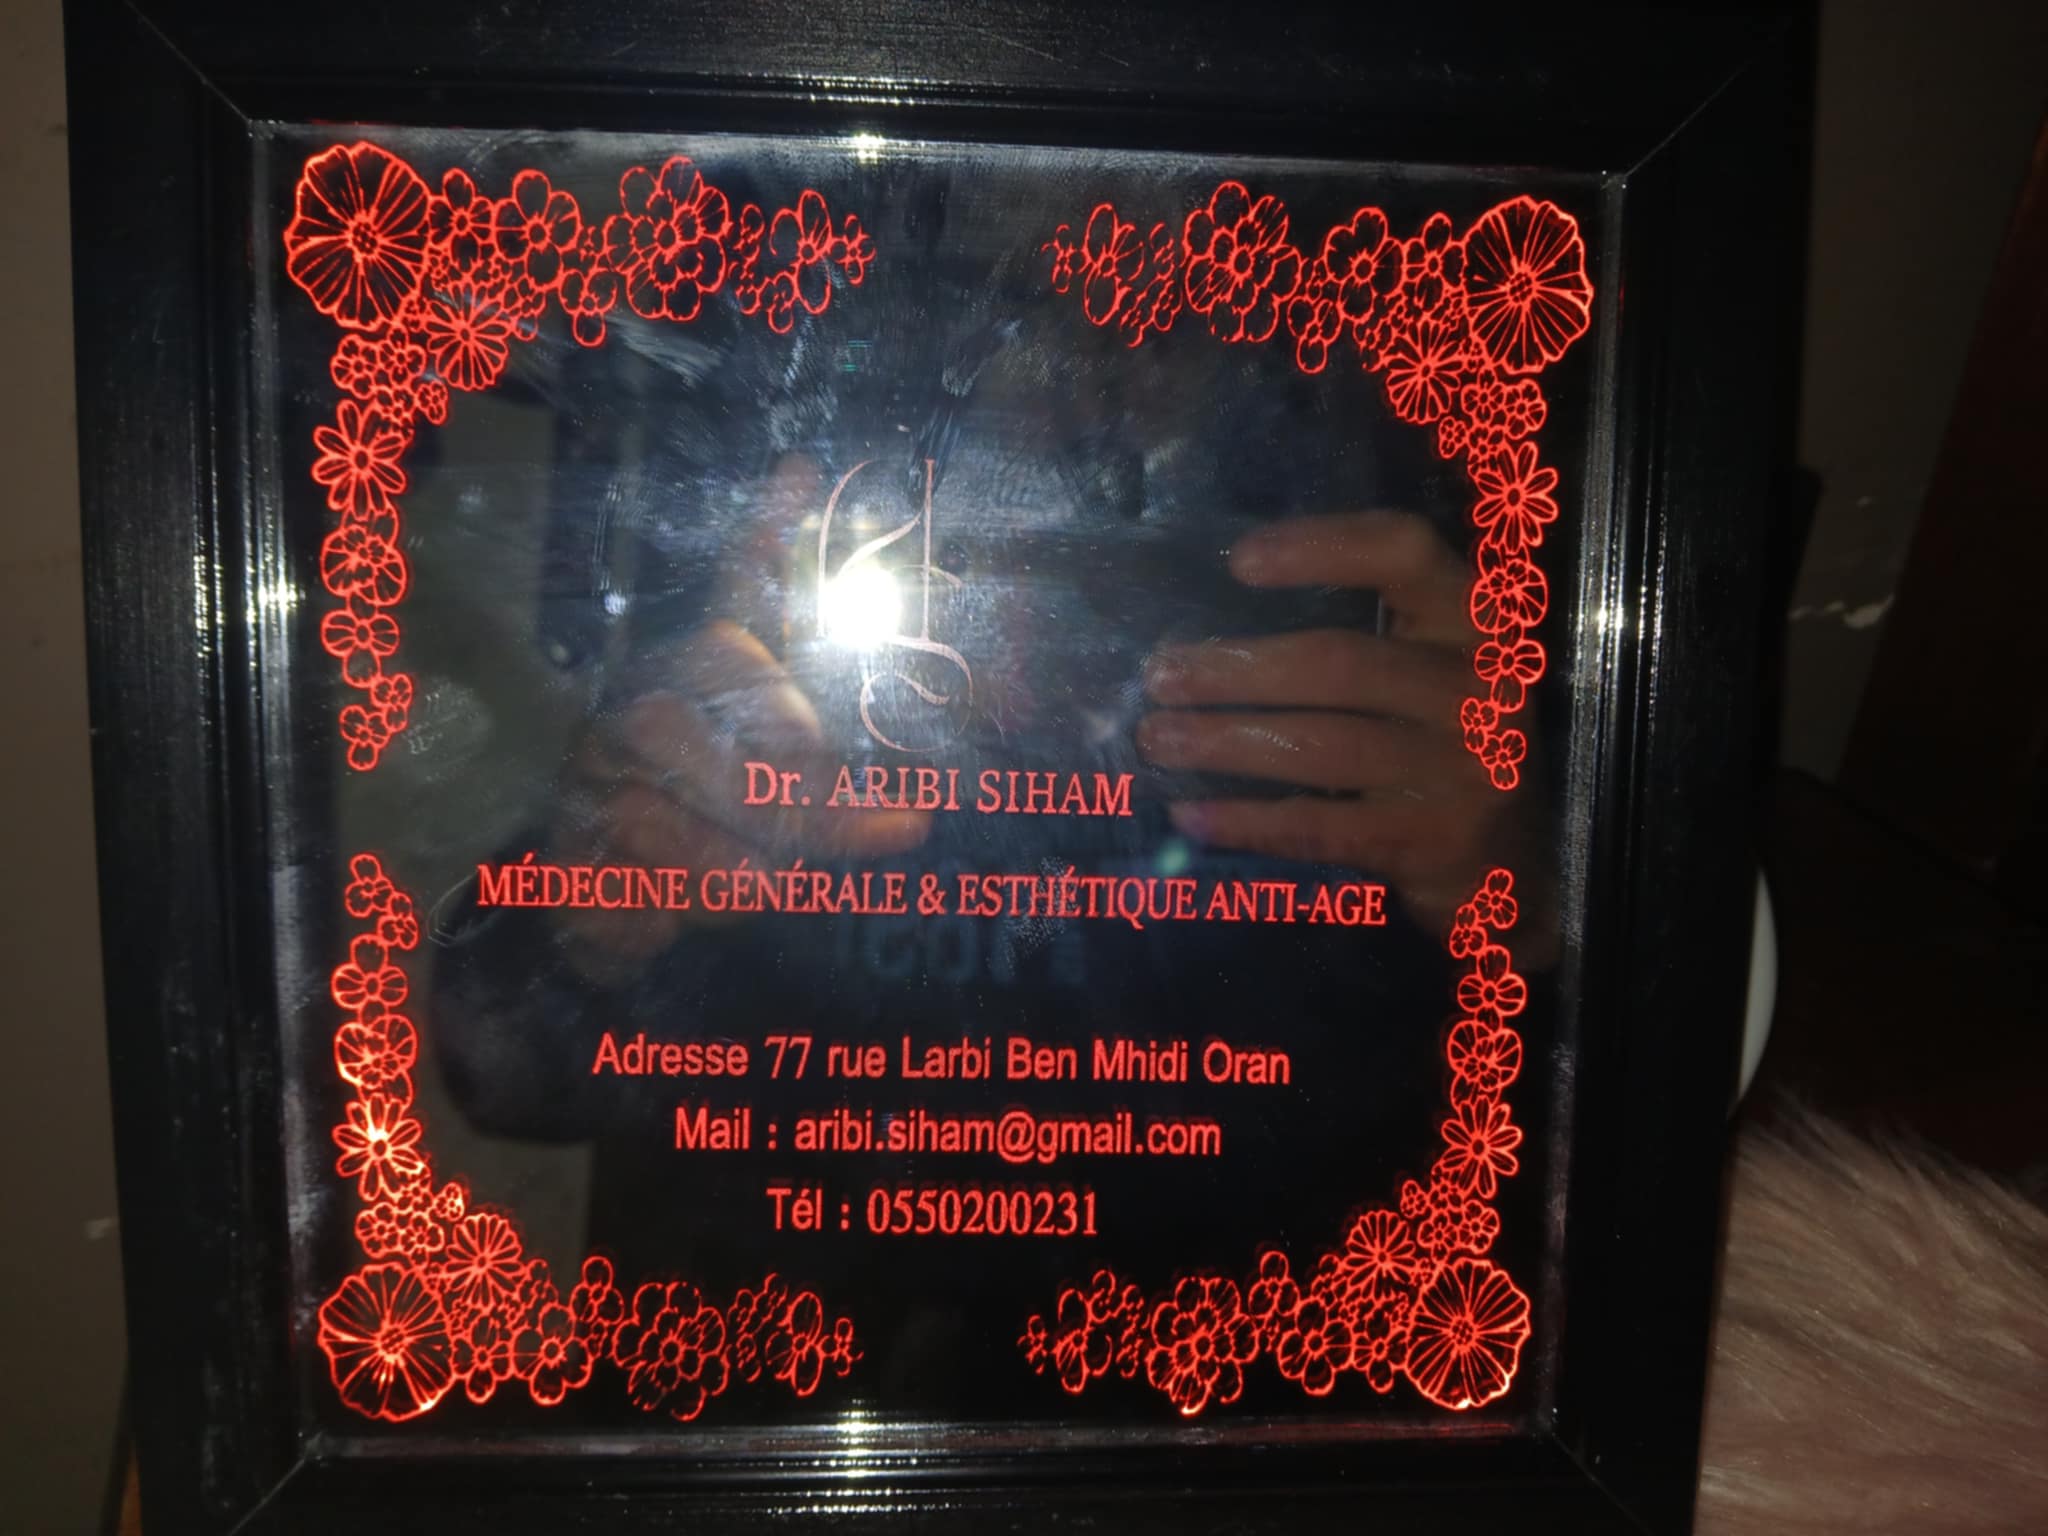 Dr. ARIBI SIHAM
MÉDECINE GÉNÉRALE & ESTHÉTIQUE ANTI-AGE
Adresse 77 rue Larbi Ben Mhidi Oran
Mail : aribi.siham@gmail.com
Tél : 0550200231